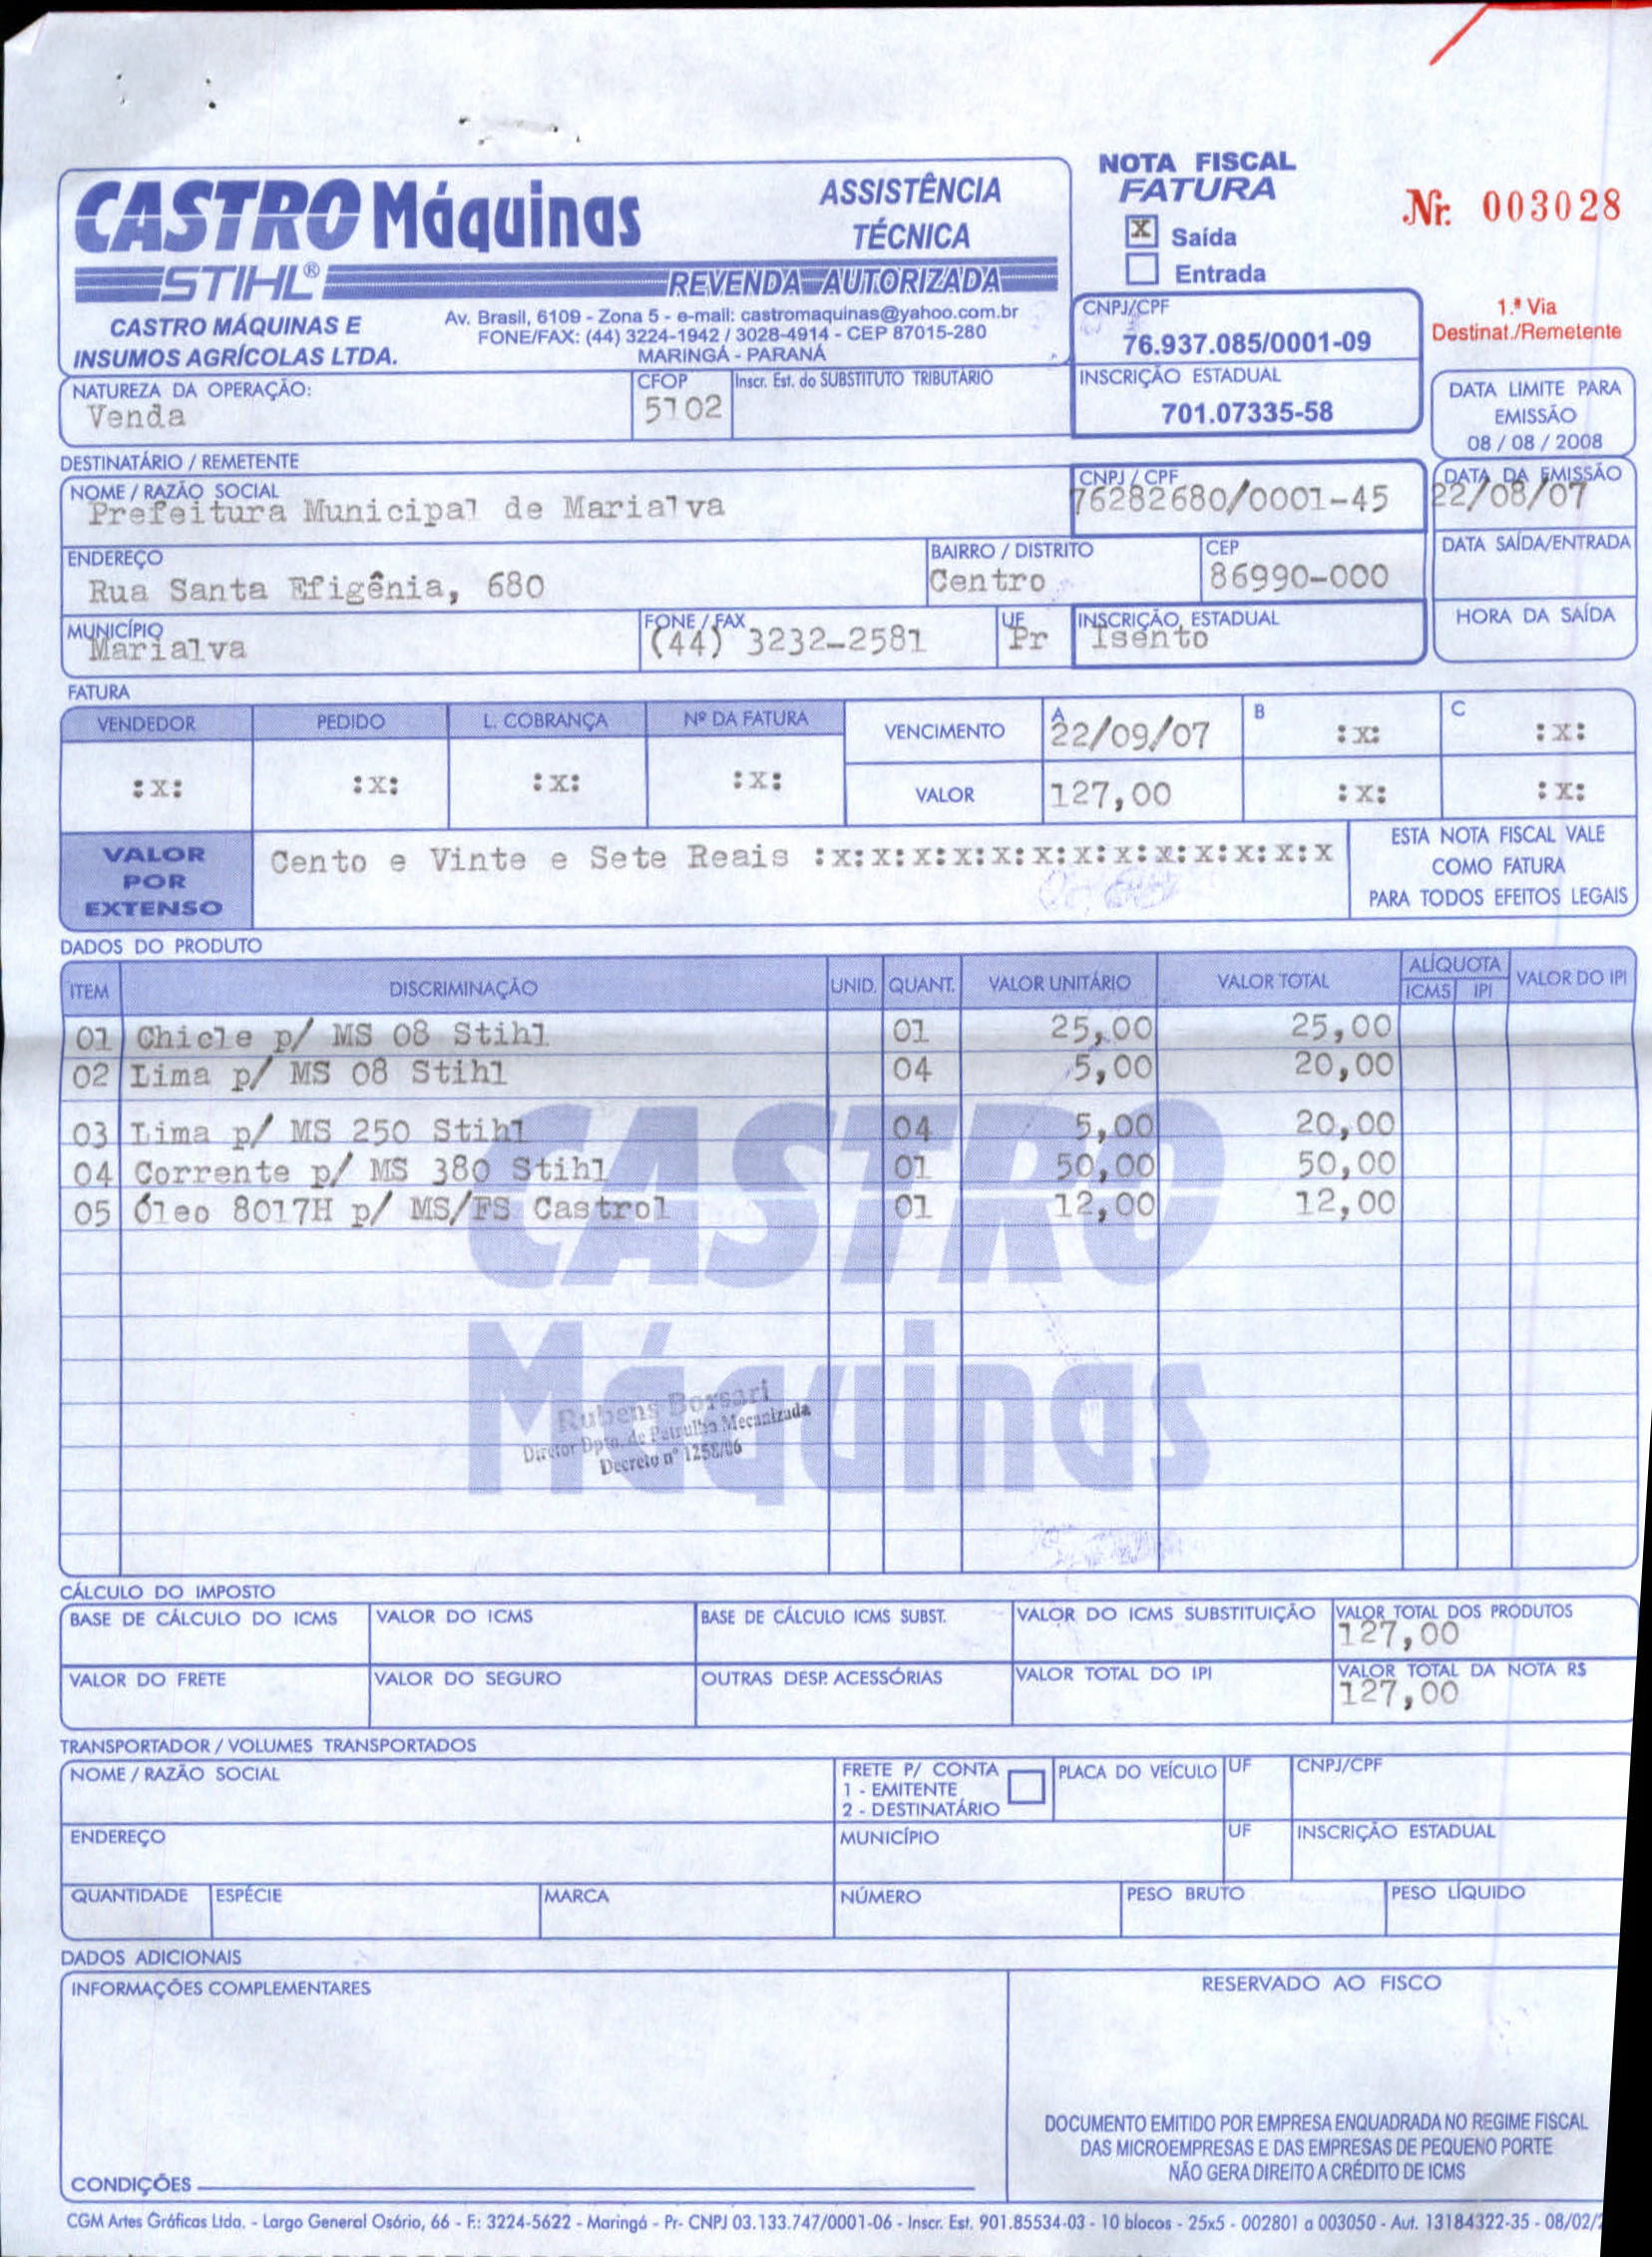 CASTRO Máquinas
STIHL®
ASSISTÊNCIA
TÉCNICA
REVENDA AUTORIZADA
CASTRO MÁQUINAS E
INSUMOS AGRÍCOLAS LTDA.
Av. Brasil, 6109 - Zona 5 - e-mail: castromaquinas@yahoo.com.br
FONE/FAX: (44) 3224-1942 / 3028-4914 - CEP 87015-280
MARINGÁ - PARANÁ
NOTA FISCAL
FATURA
X Saída
Entrada
Nr. 003028
1.ª Via
Destinat./Remetente
CNPJ/CPF
76.937.085/0001-09
NATUREZA DA OPERAÇÃO:
Venda
CFOP
5102
Inscr. Est. do SUBSTITUTO TRIBUTÁRIO
INSCRIÇÃO ESTADUAL
701.07335-58
DATA LIMITE PARA
EMISSÃO
08 / 08 / 2008
DESTINATÁRIO / REMETENTE
NOME / RAZÃO SOCIAL
Prefeitura Municipal de Marialva
CNPJ / CPF
76282680/0001-45
DATA DA EMISSÃO
22/08/07
ENDEREÇO
Rua Santa Efigênia, 680
BAIRRO / DISTRITO
Centro
CEP
86990-000
DATA SAÍDA/ENTRADA
MUNICÍPIO
Marialva
FONE / FAX
(44) 3232-2581
UF
Pr
INSCRIÇÃO ESTADUAL
Isento
HORA DA SAÍDA
FATURA
VENDEDOR PEDIDO L. COBRANÇA Nº DA FATURA VENCIMENTO A 22/09/07 B :x: C :x:
:x: :x: :x: :x: VALOR 127,00 :x: :x:
VALOR
POR
EXTENSO
Cento e Vinte e Sete Reais :x:x:x:x:x:x:x:x:x:x:x:x:x
ESTA NOTA FISCAL VALE
COMO FATURA
PARA TODOS EFEITOS LEGAIS
DADOS DO PRODUTO
ITEM DISCRIMINAÇÃO UNID. QUANT. VALOR UNITÁRIO VALOR TOTAL ALÍQUOTA ICMS IPI VALOR DO IPI
01 Chicle p/ MS 08 Stihl 01 25,00 25,00
02 Lima p/ MS 08 Stihl 04 5,00 20,00
03 Lima p/ MS 250 Stihl 04 5,00 20,00
04 Corrente p/ MS 380 Stihl 01 50,00 50,00
05 Óleo 8017H p/ MS/FS Castrol 01 12,00 12,00
CASTRO
Máquinas
Rubens Borsari
Diretor Dpto. de Patrulha Mecanizada
Decreto nº 1258/06
CÁLCULO DO IMPOSTO
BASE DE CÁLCULO DO ICMS VALOR DO ICMS BASE DE CÁLCULO ICMS SUBST. VALOR DO ICMS SUBSTITUIÇÃO VALOR TOTAL DOS PRODUTOS
127,00
VALOR DO FRETE VALOR DO SEGURO OUTRAS DESP. ACESSÓRIAS VALOR TOTAL DO IPI VALOR TOTAL DA NOTA R$
127,00
TRANSPORTADOR / VOLUMES TRANSPORTADOS
NOME / RAZÃO SOCIAL
FRETE P/ CONTA
1 - EMITENTE
2 - DESTINATÁRIO
PLACA DO VEÍCULO UF CNPJ/CPF
ENDEREÇO MUNICÍPIO UF INSCRIÇÃO ESTADUAL
QUANTIDADE ESPÉCIE MARCA NÚMERO PESO BRUTO PESO LÍQUIDO
DADOS ADICIONAIS
INFORMAÇÕES COMPLEMENTARES
RESERVADO AO FISCO
DOCUMENTO EMITIDO POR EMPRESA ENQUADRADA NO REGIME FISCAL
DAS MICROEMPRESAS E DAS EMPRESAS DE PEQUENO PORTE
NÃO GERA DIREITO A CRÉDITO DE ICMS
CONDIÇÕES
CGM Artes Gráficas Ltda. - Largo General Osório, 66 - F.: 3224-5622 - Maringá - Pr- CNPJ 03.133.747/0001-06 - Inscr. Est. 901.85534-03 - 10 blocos - 25x5 - 002801 a 003050 - Aut. 13184322-35 - 08/02/